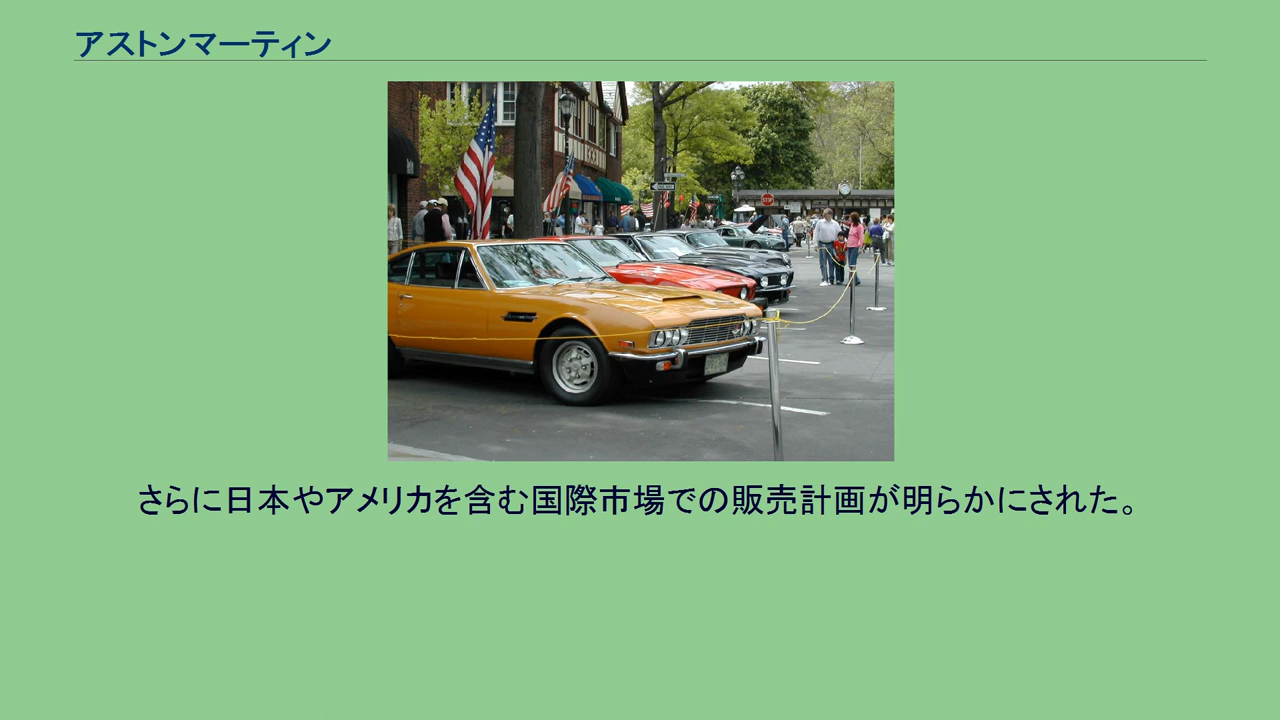 アストンマーティン
STOP
さらに日本やアメリカを含む国際市場での販売計画が明らかにされた。